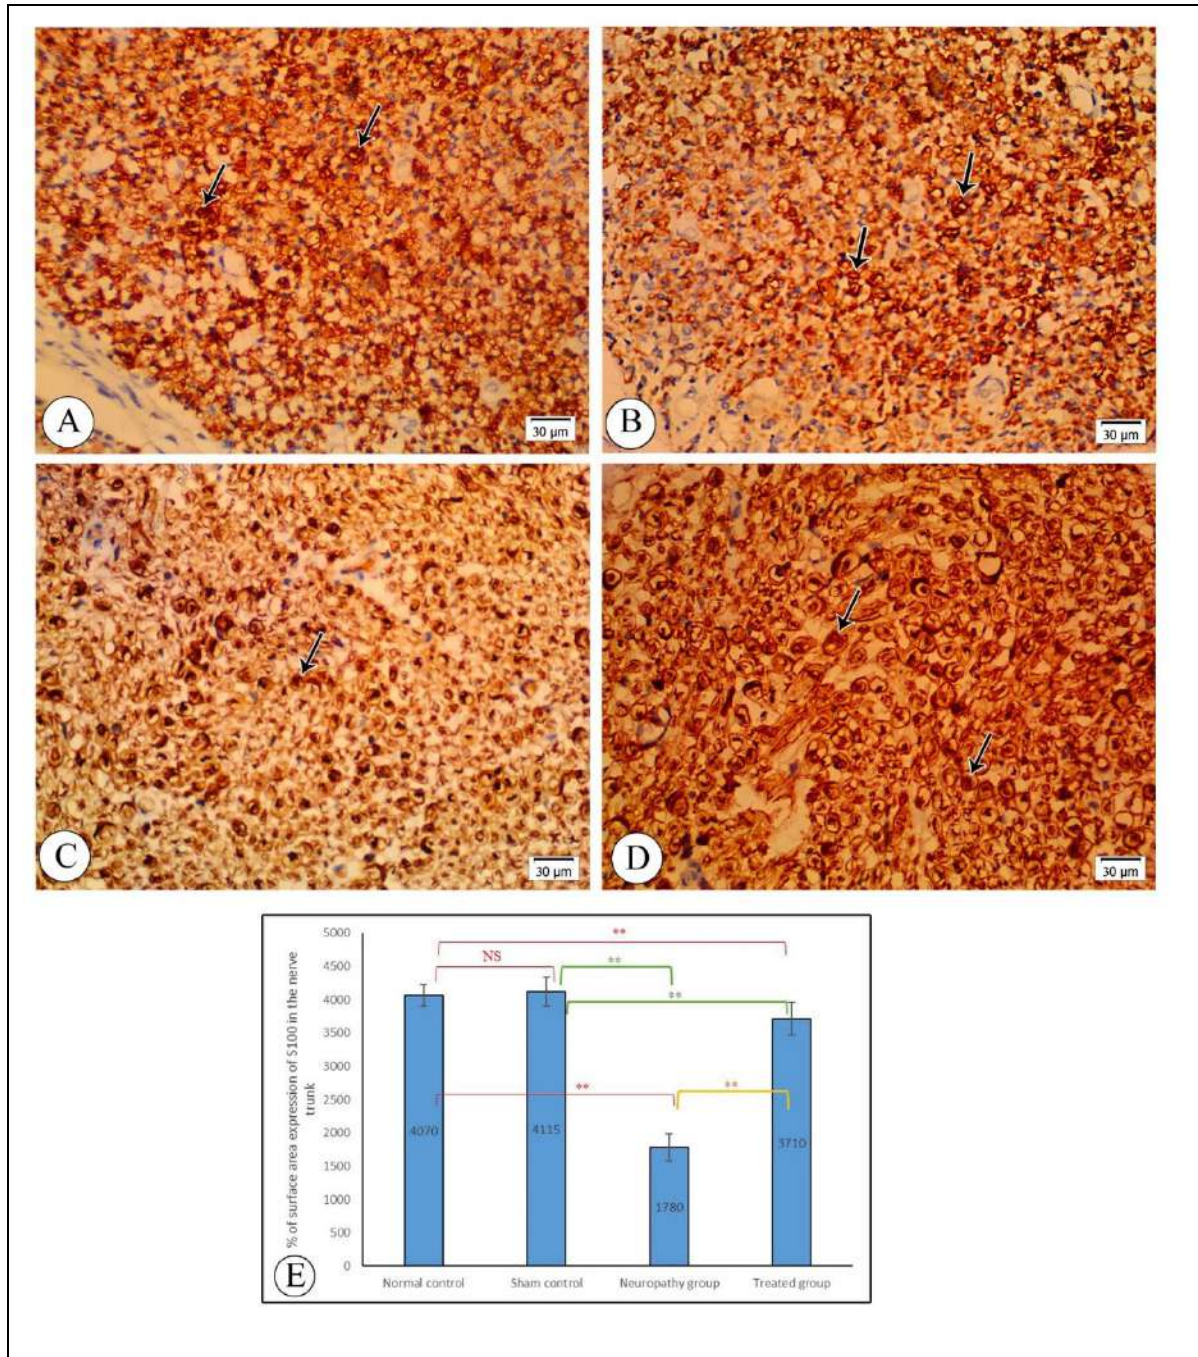 A
30 µm
B
30 µm
C
30 µm
D
30 µm
% of surface area expression of S100 in the nerve
trunk
5000
4500
4000
3500
3000
2500
2000
1500
1000
500
0
**
NS
**
**
**
**
4070
4115
1780
3710
Normal control
Sham control
Neuropathy group
Treated group
E